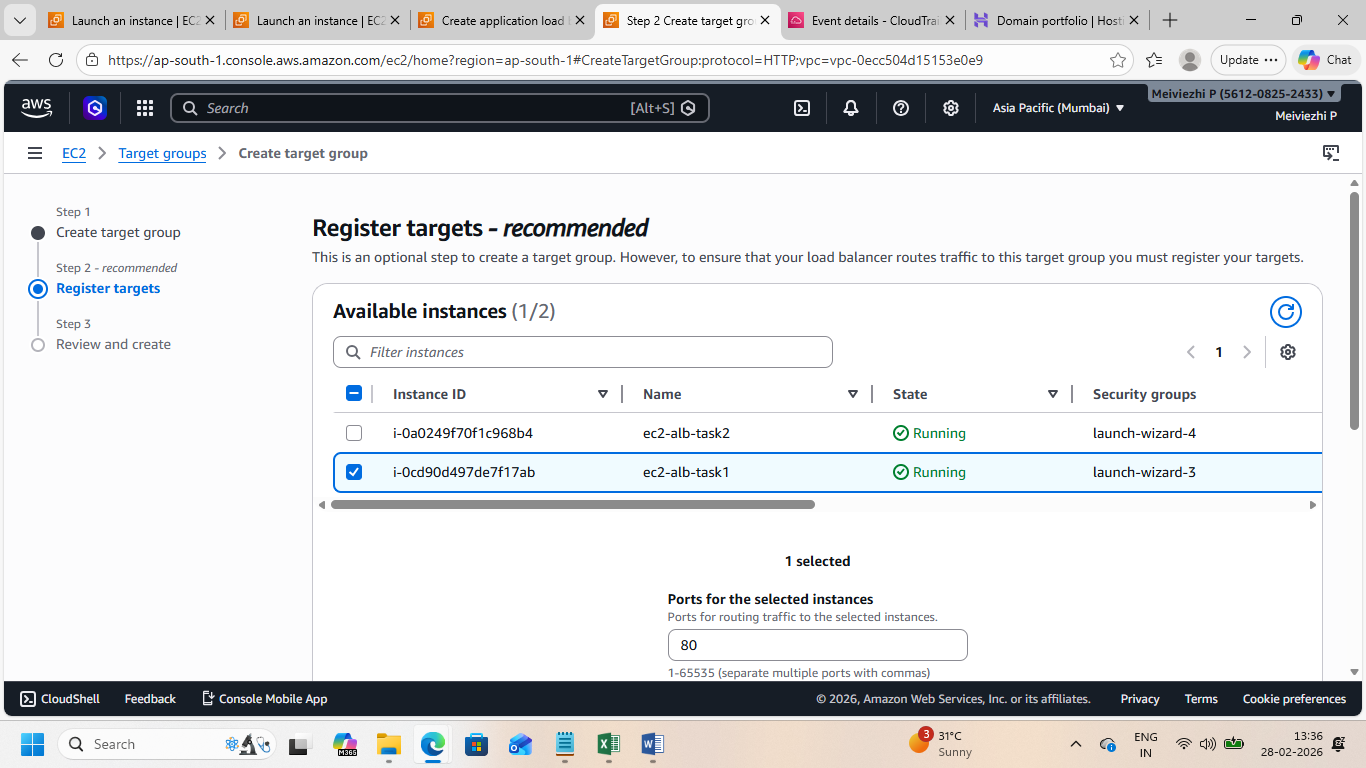 Launch an instance | EC2
Launch an instance | EC2
Create application load b
Step 2 Create target gro
Event details - CloudTrai
Domain portfolio | Hosti
https://ap-south-1.console.aws.amazon.com/ec2/home?region=ap-south-1#CreateTargetGroup:protocol=HTTP;vpc=vpc-0ecc504d15153e0e9
Update
Chat
aws
Search
[Alt+S]
Asia Pacific (Mumbai)
Meiviezhi P (5612-0825-2433)
Meiviezhi P
EC2
Target groups
Create target group
Step 1
Create target group
Step 2 - recommended
Register targets
Step 3
Review and create
Register targets - recommended
This is an optional step to create a target group. However, to ensure that your load balancer routes traffic to this target group you must register your targets.
Available instances (1/2)
Filter instances
1
Instance ID Name State Security groups
i-0a0249f70f1c968b4 ec2-alb-task2 Running launch-wizard-4
i-0cd90d497de7f17ab ec2-alb-task1 Running launch-wizard-3
1 selected
Ports for the selected instances
Ports for routing traffic to the selected instances.
80
1-65535 (separate multiple ports with commas)
CloudShell
Feedback
Console Mobile App
© 2026, Amazon Web Services, Inc. or its affiliates.
Privacy
Terms
Cookie preferences
Search
M365
3
31°C
Sunny
ENG
IN
13:36
28-02-2026